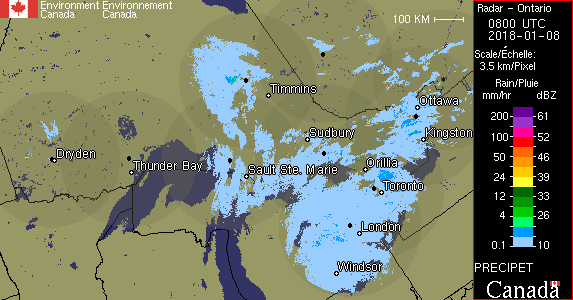 Environment Environnement
Canada Canada
100 KM
Timmins
Ottawa
Sudbury
Kingston
Dryden
Thunder Bay
Sault Ste. Marie
Orillia
Toronto
London
Windsor
Radar - Ontario
0800 UTC
2018-01-08
Scale/Échelle:
3.5 km/Pixel
Rain/Pluie
mm/hr dBZ
200 61
100 52
50 46
24 39
12 33
4 26
0.1 10
PRECIPET
Canada